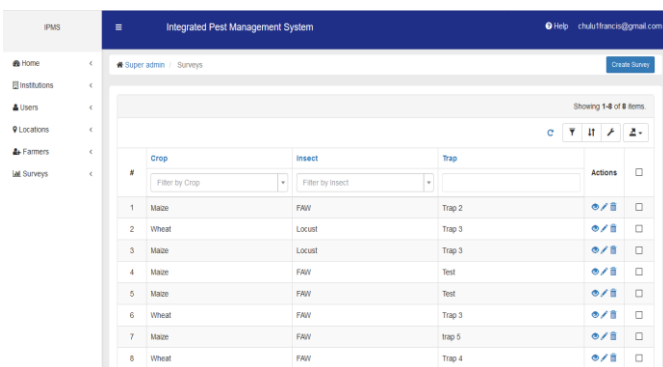 IPMS
Integrated Pest Management System
Help chulu1francis@gmail.com
Home
Institutions
Users
Locations
Farmers
Surveys
Super admin / Surveys
Create Survey
Showing 1-8 of 8 items.
# Crop Insect Trap Actions
Filter by Crop Filter by Insect
1 Maize FAW Trap 2
2 Wheat Locust Trap 3
3 Maize Locust Trap 3
4 Maize FAW Test
5 Maize FAW Test
6 Wheat FAW Trap 3
7 Maize FAW trap 5
8 Wheat FAW Trap 4